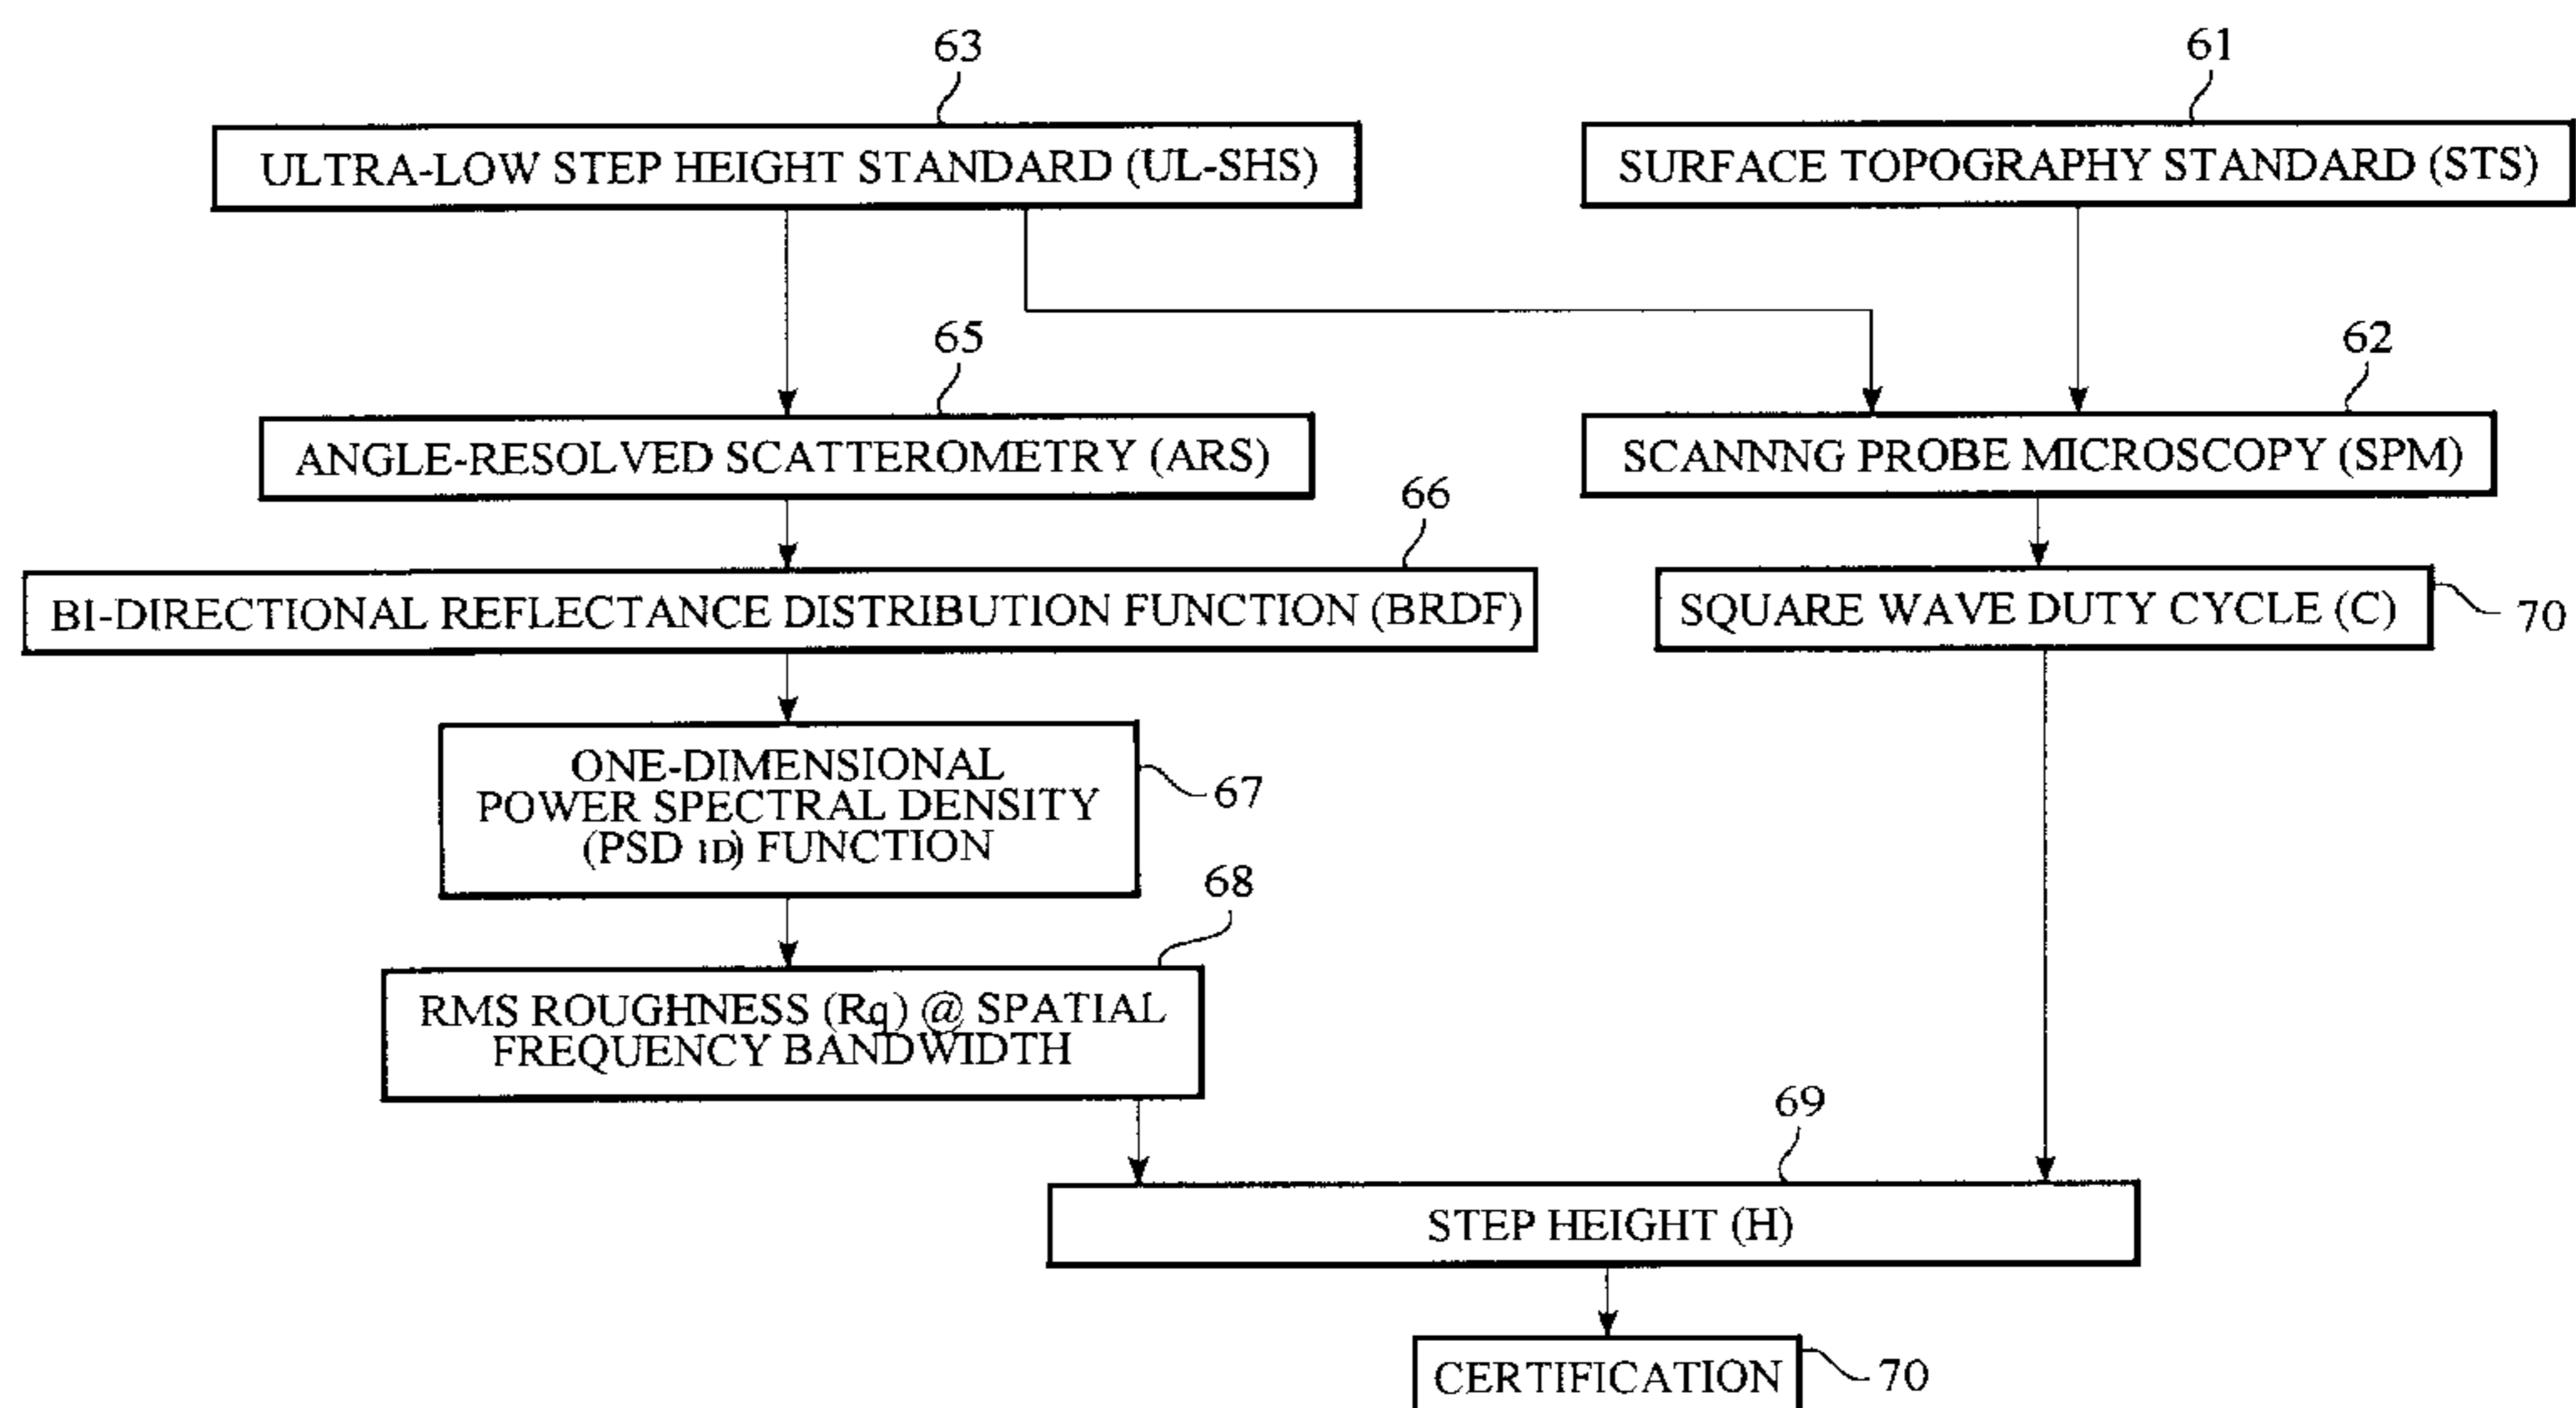 63
61
ULTRA-LOW STEP HEIGHT STANDARD (UL-SHS)
SURFACE TOPOGRAPHY STANDARD (STS)
65
62
ANGLE-RESOLVED SCATTEROMETRY (ARS)
SCANNNG PROBE MICROSCOPY (SPM)
66
BI-DIRECTIONAL REFLECTANCE DISTRIBUTION FUNCTION (BRDF)
SQUARE WAVE DUTY CYCLE (C)
70
ONE-DIMENSIONAL
POWER SPECTRAL DENSITY
(PSD 1D) FUNCTION
67
68
RMS ROUGHNESS (Rq) @ SPATIAL
FREQUENCY BANDWIDTH
69
STEP HEIGHT (H)
CERTIFICATION
70